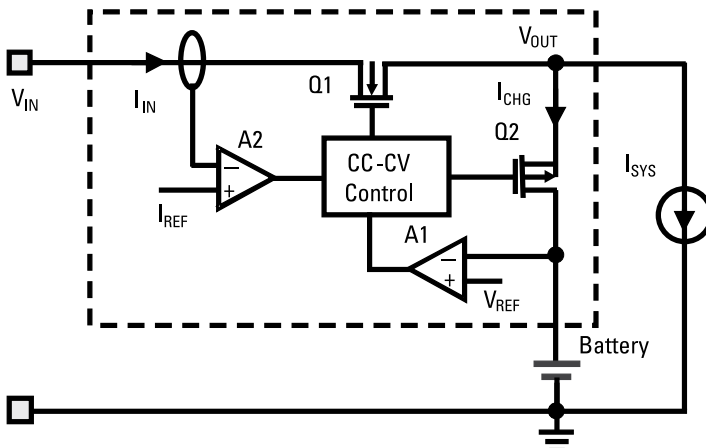 V_OUT
V_IN
I_IN
Q1
I_CHG
Q2
A2
−
+
I_REF
CC-CV
Control
I_SYS
A1
−
+
V_REF
Battery